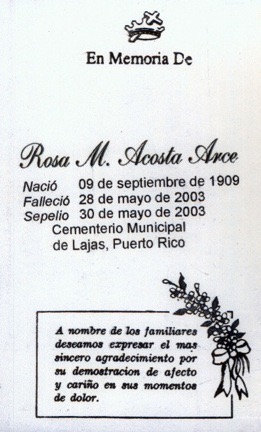 En Memoria De
Rosa M. Acosta Arce
Nació 09 de septiembre de 1909
Falleció 28 de mayo de 2003
Sepelio 30 de mayo de 2003
Cementerio Municipal
de Lajas, Puerto Rico
A nombre de los familiares
deseamos expresar el mas
sincero agradecimiento por
su demostracion de afecto
y cariño en sus momentos
de dolor.